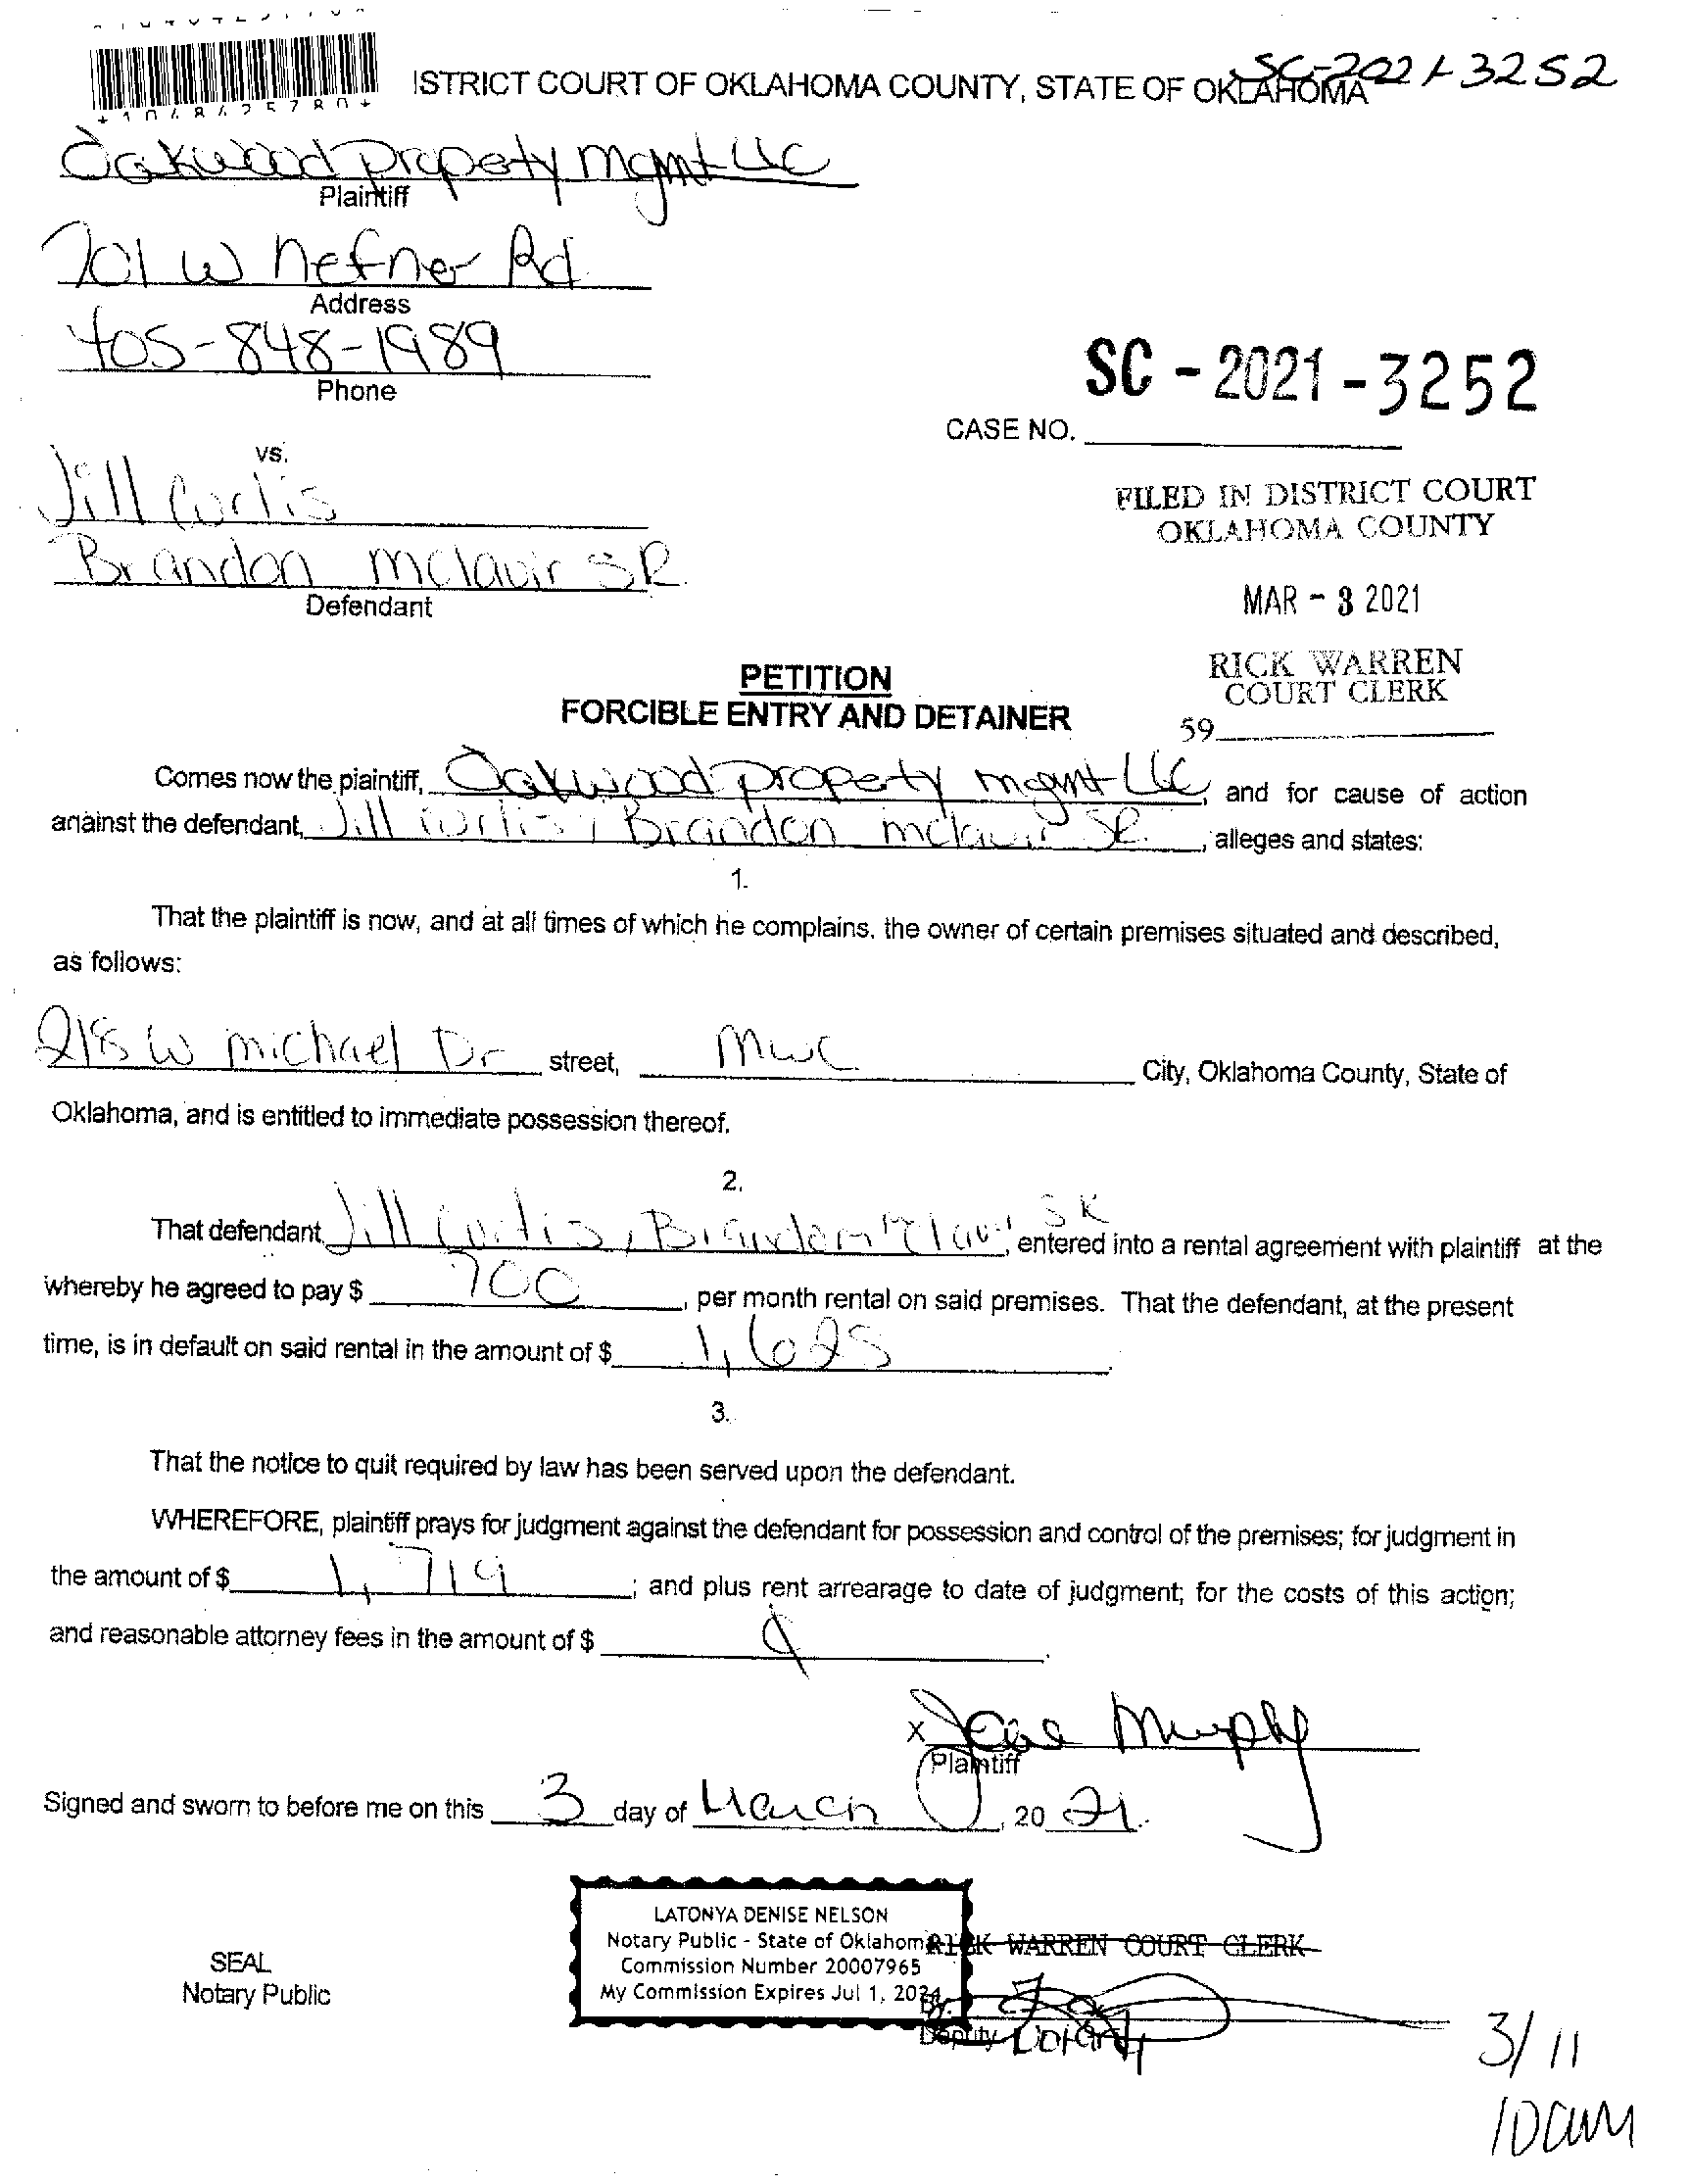 SC-2021-3252
ISTRICT COURT OF OKLAHOMA COUNTY, STATE OF OKLAHOMA
Oakwood Property Mgmt LLC
Plaintiff
701 W Hefner Rd
Address
405-848-1989
Phone
SC - 2021 - 3252
CASE NO.
vs.
Jill Curtis
Brandon mclavir SR
Defendant
FILED IN DISTRICT COURT
OKLAHOMA COUNTY
MAR - 3 2021
RICK WARREN
COURT CLERK
59
PETITION
FORCIBLE ENTRY AND DETAINER
Comes now the plaintiff, Oakwood property mgmt LLC, and for cause of action
against the defendant, Jill Curtis, Brandon mclavir SR., alleges and states:
1.
That the plaintiff is now, and at all times of which he complains, the owner of certain premises situated and described,
as follows:
218 W michael Dr street, MWC City, Oklahoma County, State of
Oklahoma, and is entitled to immediate possession thereof.
2.
That defendant, Jill Curtis, Brandon Mclavir SR, entered into a rental agreement with plaintiff at the
whereby he agreed to pay $ 700, per month rental on said premises. That the defendant, at the present
time, is in default on said rental in the amount of $ 1,625.
3.
That the notice to quit required by law has been served upon the defendant.
WHEREFORE, plaintiff prays for judgment against the defendant for possession and control of the premises; for judgment in
the amount of $ 1,714; and plus rent arrearage to date of judgment; for the costs of this action;
and reasonable attorney fees in the amount of $
X Murphy
Plaintiff
Signed and sworn to before me on this 3 day of March, 2021.
LATONYA DENISE NELSON
Notary Public - State of Oklahoma
Commission Number 20007965
My Commission Expires Jul 1, 2024
RICK WARREN COURT CLERK
SEAL
Notary Public
By
Deputy Notary
3/11
10am